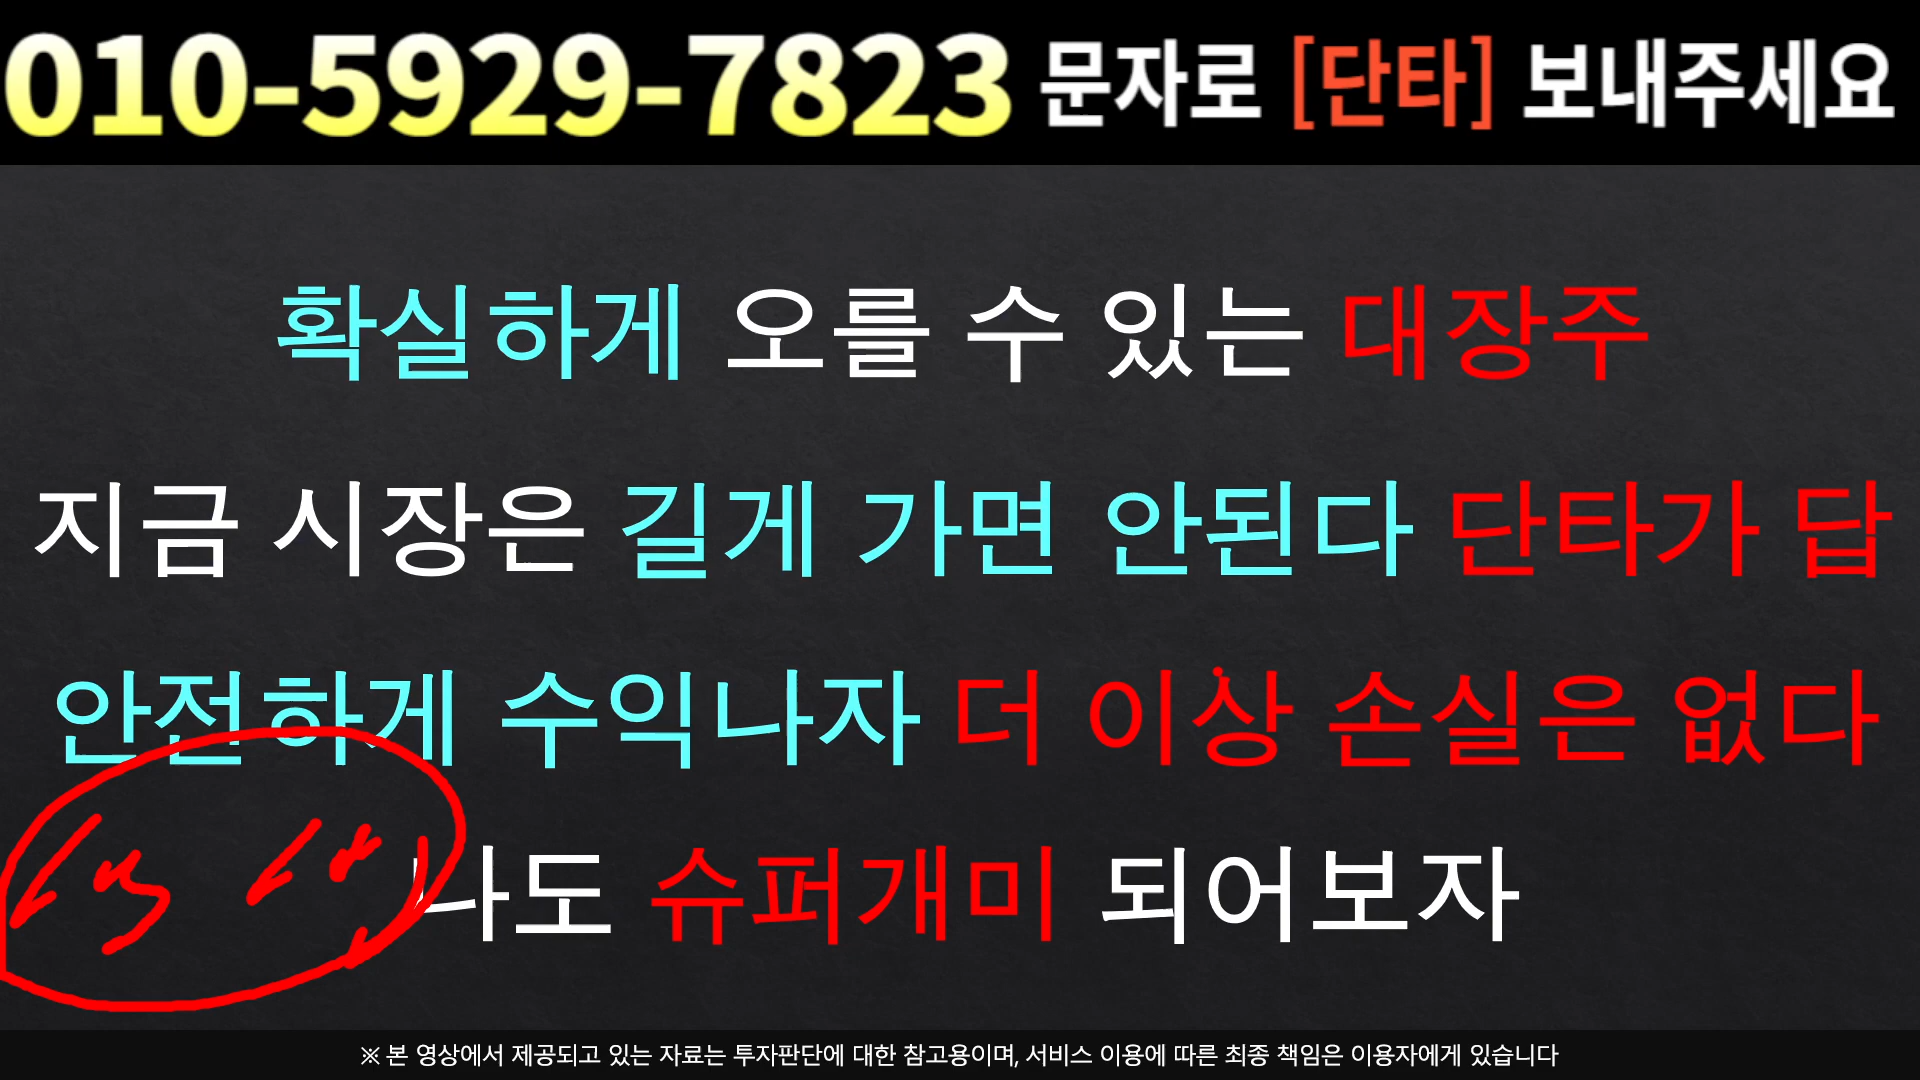 010-5929-7823 문자로 [단타] 보내주세요
확실하게 오를 수 있는 대장주
지금 시장은 길게 가면 안된다 단타가 답
안전하게 수익나자 더 이상 손실은 없다
나도 슈퍼개미 되어보자
※ 본 영상에서 제공되고 있는 자료는 투자판단에 대한 참고용이며, 서비스 이용에 따른 최종 책임은 이용자에게 있습니다